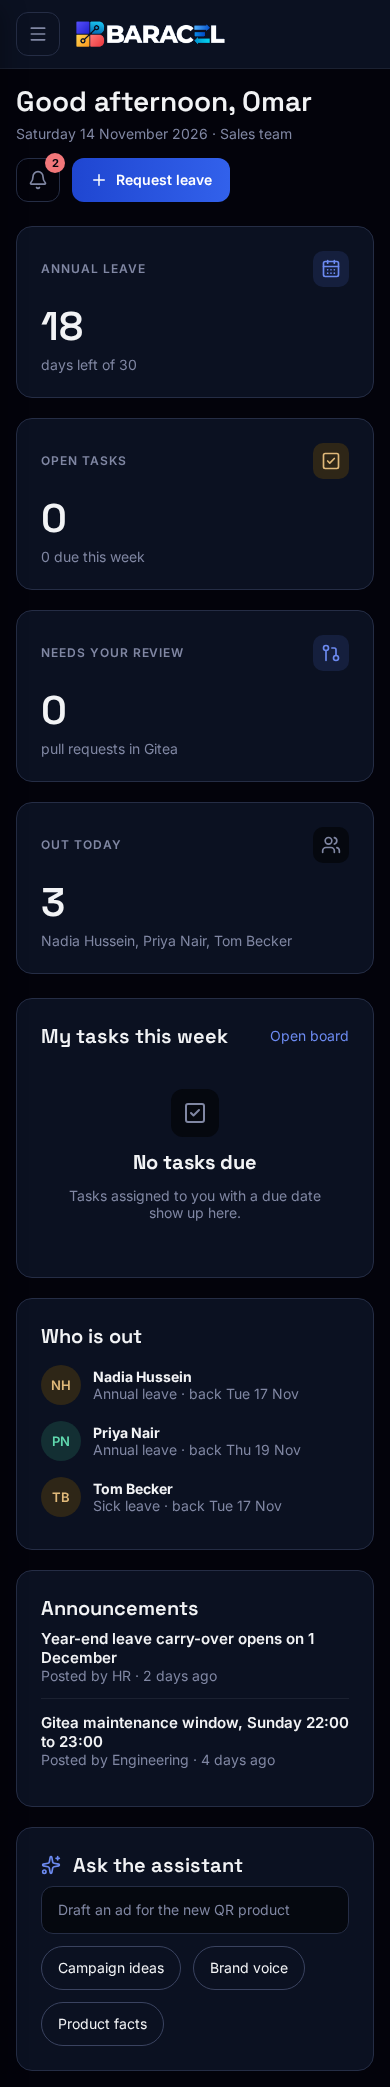 BARACEL
Good afternoon, Omar
Saturday 14 November 2026 · Sales team
2
Request leave
ANNUAL LEAVE
18
days left of 30
OPEN TASKS
0
0 due this week
NEEDS YOUR REVIEW
0
pull requests in Gitea
OUT TODAY
3
Nadia Hussein, Priya Nair, Tom Becker
My tasks this week
Open board
No tasks due
Tasks assigned to you with a due date
show up here.
Who is out
NH
Nadia Hussein
Annual leave · back Tue 17 Nov
PN
Priya Nair
Annual leave · back Thu 19 Nov
TB
Tom Becker
Sick leave · back Tue 17 Nov
Announcements
Year-end leave carry-over opens on 1
December
Posted by HR · 2 days ago
Gitea maintenance window, Sunday 22:00
to 23:00
Posted by Engineering · 4 days ago
Ask the assistant
Draft an ad for the new QR product
Campaign ideas
Brand voice
Product facts